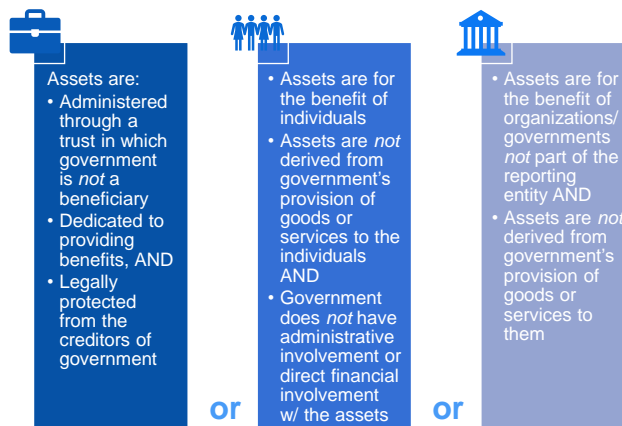 Assets are:
• Administered
through a
trust in which
government
is not a
beneficiary
• Dedicated to
providing
benefits, AND
• Legally
protected
from the
creditors of
government
or
• Assets are for
the benefit of
individuals
• Assets are not
derived from
government's
provision of
goods or
services to the
individuals
AND
• Government
does not have
administrative
involvement or
direct financial
involvement
w/ the assets
or
• Assets are for
the benefit of
organizations/
governments
not part of the
reporting
entity AND
• Assets are not
derived from
government's
provision of
goods or
services to
them